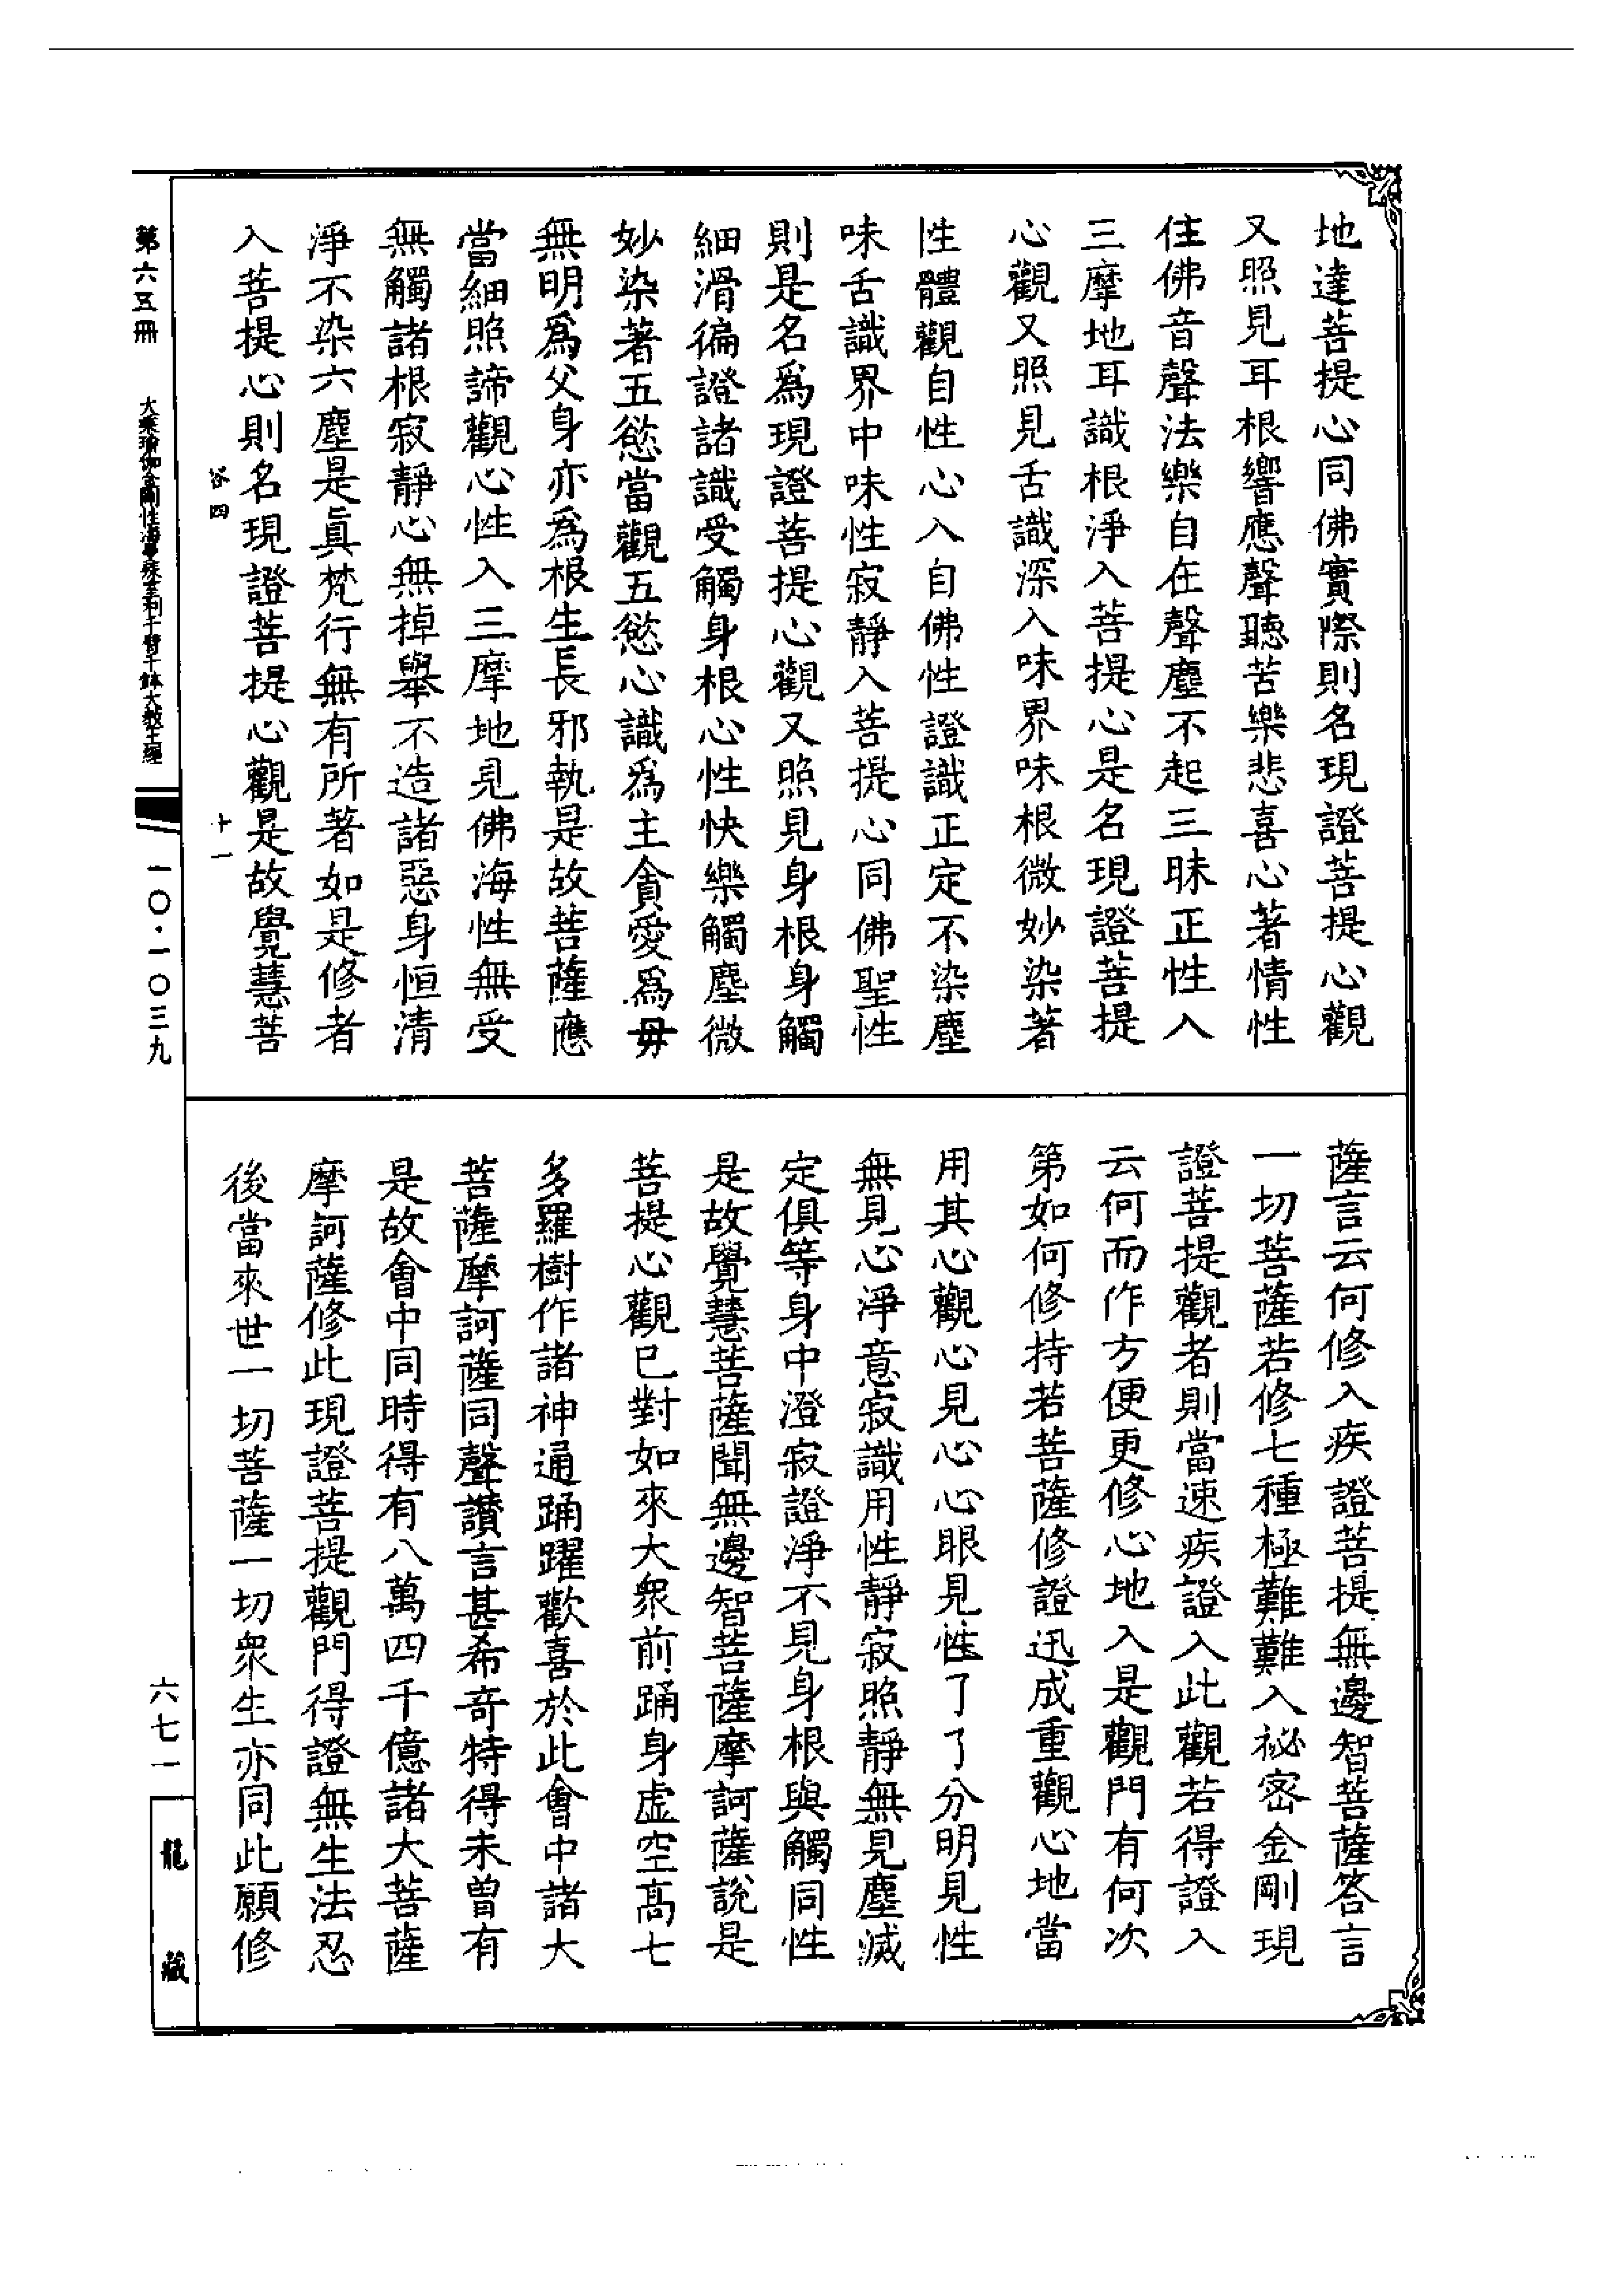 地達菩提心同佛實際則名現證菩提心觀
又照見耳根響應聲聽苦樂悲喜心著情性
住佛音聲法樂自在聲塵不起三昧正性入
三摩地耳識根淨入菩提心是名現證菩提
心觀又照見舌識深入味界味根微妙染著
性體觀自性心入自佛性證識正定不染塵
味舌識界中味性寂靜入菩提心同佛聖性
則是名爲現證菩提心觀又照見身根身觸
細滑徧證諸識受觸身根心性快樂觸塵微
妙染著五慾當觀五慾心識爲主貪愛爲毋
無明爲父身亦爲根生長邪執是故菩薩應
當細照諦觀心性入三摩地見佛海性無受
無觸諸根寂靜心無掉舉不造諸惡身恒清
淨不染六塵是眞梵行無有所著如是修者
入菩提心則名現證菩提心觀是故覺慧菩
薩言云何修入疾證菩提無邊智菩薩答言
一切菩薩若修七種極難難入祕密金剛現
證菩提觀者則當速疾證入此觀若得證入
云何而作方便更修心地入是觀門有何次
第如何修持若菩薩修證迅成重觀心地當
用其心觀心見心心眼見性了了分明見性
無見心淨意寂識用性靜寂照靜無見塵滅
定俱等身中澄寂證淨不見身根與觸同性
是故覺慧菩薩聞無邊智菩薩摩訶薩說是
菩提心觀已對如來大衆前踊身虛空高七
多羅樹作諸神通踊躍歡喜於此會中諸大
菩薩摩訶薩同聲讚言甚希奇特得未曾有
是故會中同時得有八萬四千億諸大菩薩
摩訶薩修此現證菩提觀門得證無生法忍
後當來世一切菩薩一切衆生亦同此願修
谷四
十一
第六五冊
大乘瑜伽金剛性海曼殊室利千臂千鉢大教王經
一〇·一〇三九
六七一
龍藏